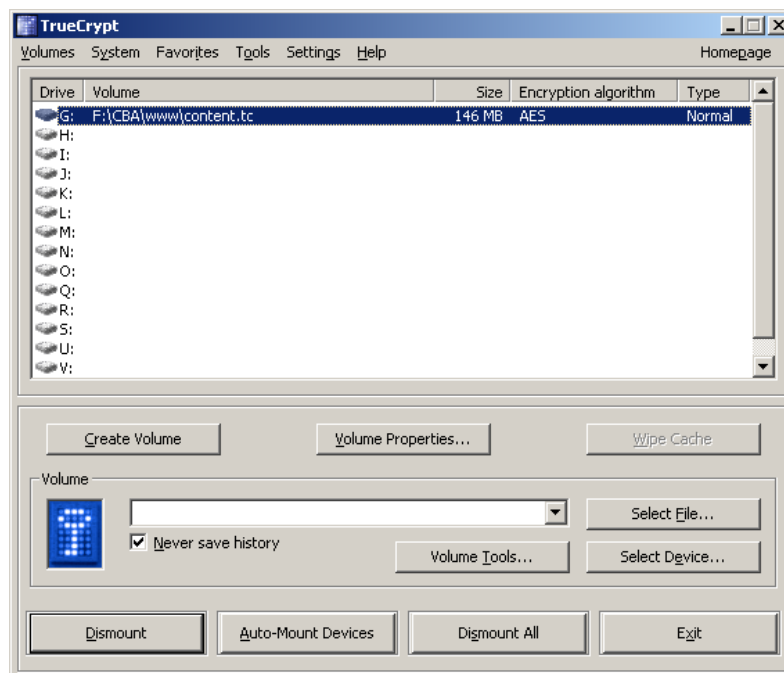 TrueCrypt
Volumes System Favorites Tools Settings Help Homepage
Drive Volume Size Encryption algorithm Type
G: F:\CBA\www\content.tc 146 MB AES Normal
H:
I:
J:
K:
L:
M:
N:
O:
Q:
R:
S:
U:
V:
Create Volume Volume Properties... Wipe Cache
Volume
Select File...
Never save history
Volume Tools... Select Device...
Dismount Auto-Mount Devices Dismount All Exit